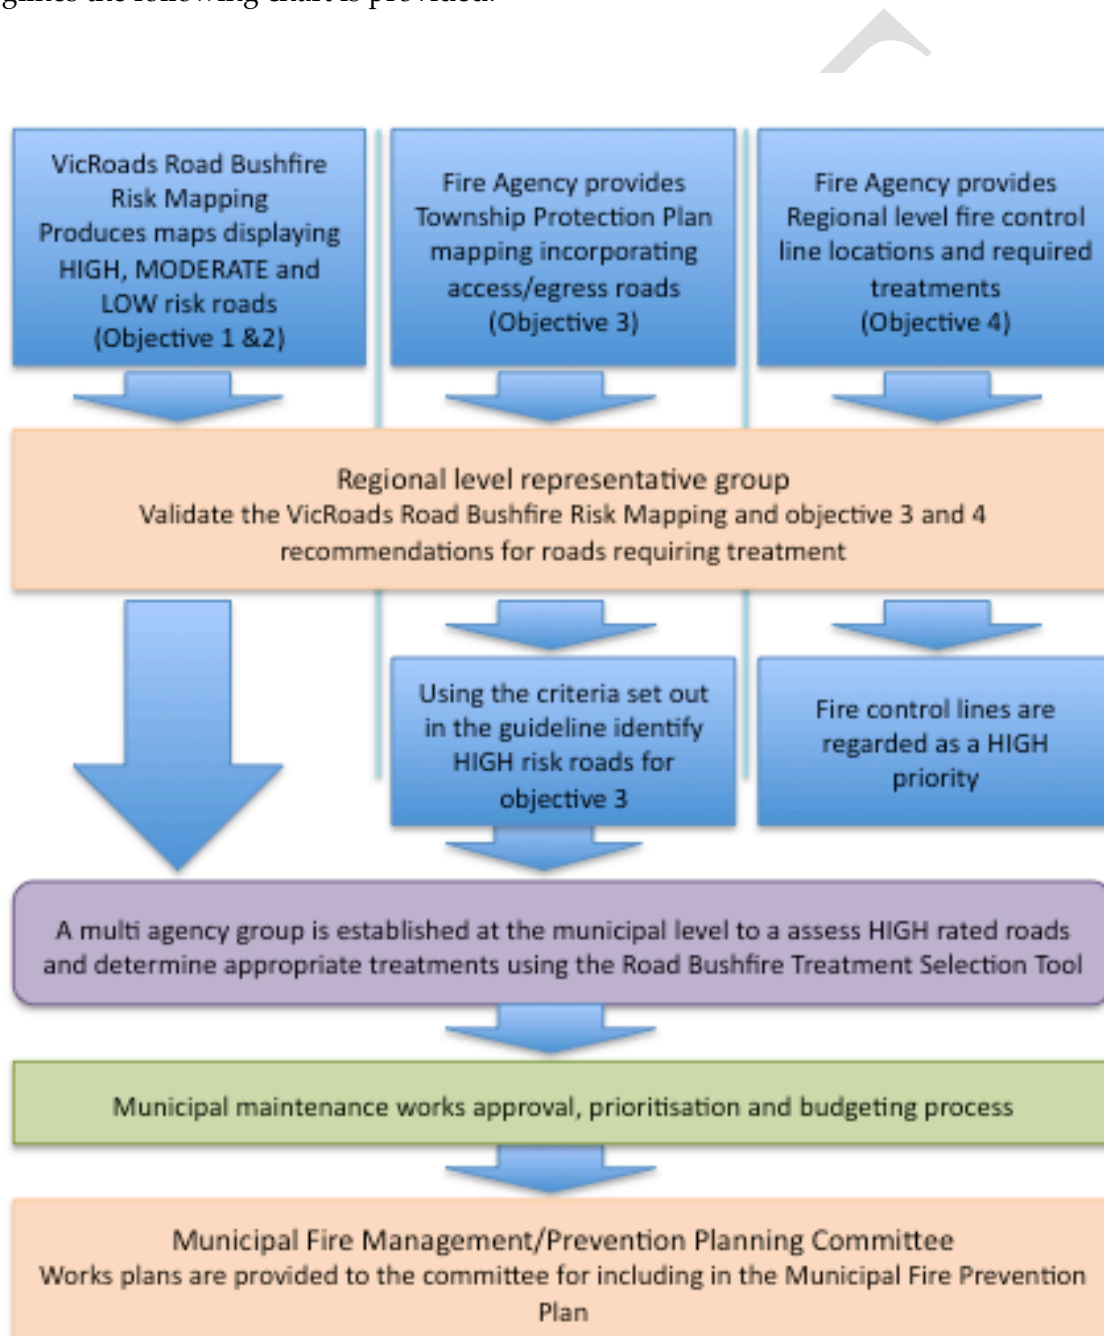 the following chart is provided.
VicRoads Road Bushfire
Risk Mapping
Produces maps displaying
HIGH, MODERATE and
LOW risk roads
(Objective 1 &2)
Fire Agency provides
Township Protection Plan
mapping incorporating
access/egress roads
(Objective 3)
Fire Agency provides
Regional level fire control
line locations and required
treatments
(Objective 4)
Regional level representative group
Validate the VicRoads Road Bushfire Risk Mapping and objective 3 and 4
recommendations for roads requiring treatment
Using the criteria set out
in the guideline identify
HIGH risk roads for
objective 3
Fire control lines are
regarded as a HIGH
priority
A multi agency group is established at the municipal level to a assess HIGH rated roads
and determine appropriate treatments using the Road Bushfire Treatment Selection Tool
Municipal maintenance works approval, prioritisation and budgeting process
Municipal Fire Management/Prevention Planning Committee
Works plans are provided to the committee for including in the Municipal Fire Prevention
Plan